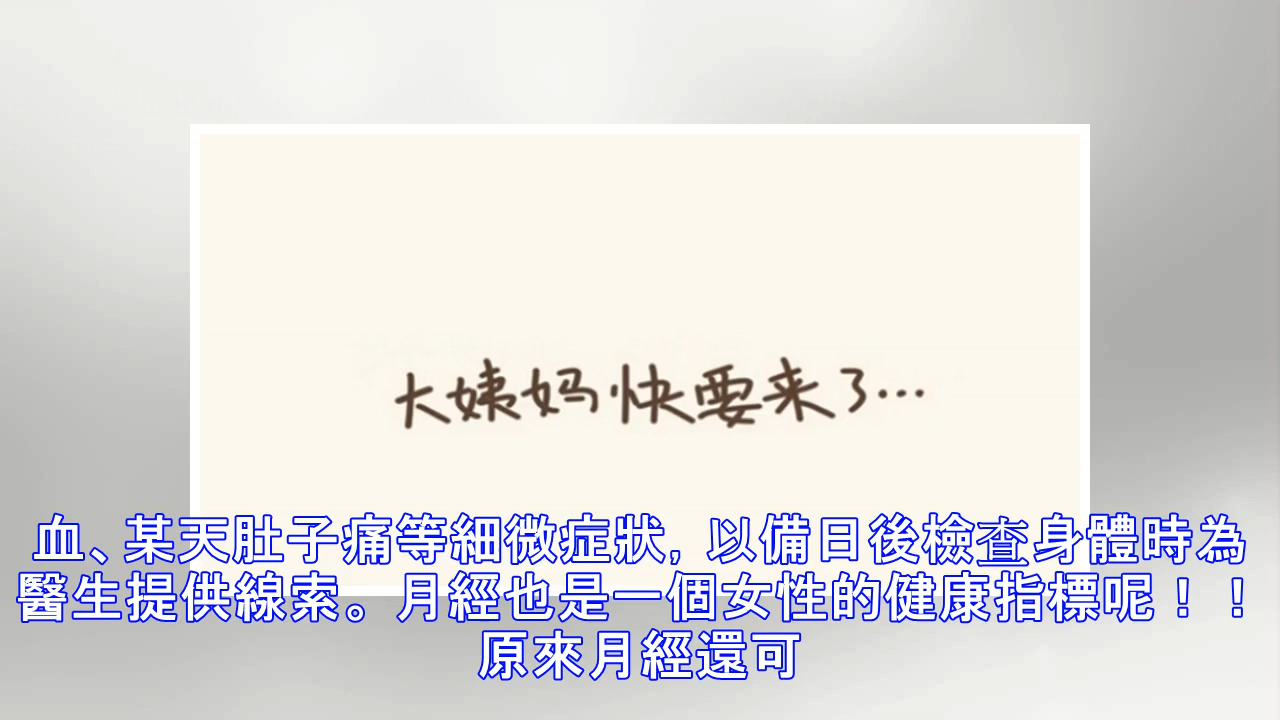 大姨妈快要来了…
血、某天肚子痛等細微症狀, 以備日後檢查身體時為
醫生提供線索。月經也是一個女性的健康指標呢！！
原來月經還可